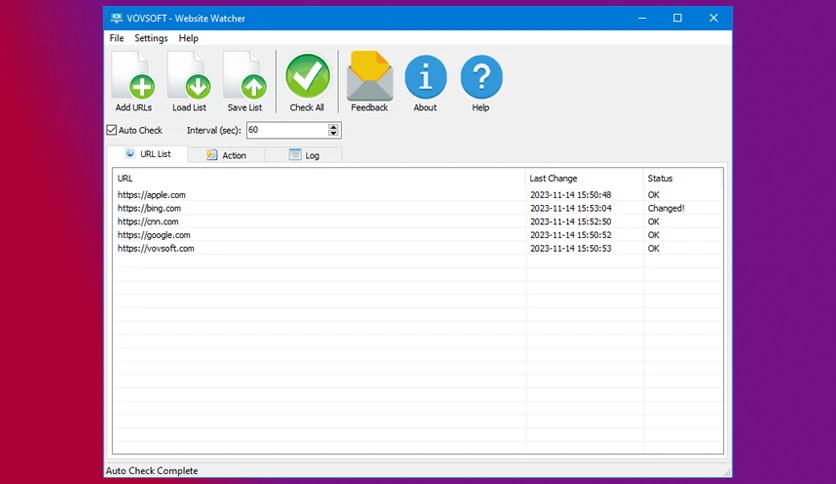 VOVSOFT - Website Watcher
File Settings Help
Add URLs Load List Save List Check All Feedback About Help
Auto Check Interval (sec): 60
URL List Action Log
URL Last Change Status
https://apple.com 2023-11-14 15:50:48 OK
https://bing.com 2023-11-14 15:53:04 Changed!
https://cnn.com 2023-11-14 15:52:50 OK
https://google.com 2023-11-14 15:50:52 OK
https://vovsoft.com 2023-11-14 15:50:53 OK
Auto Check Complete